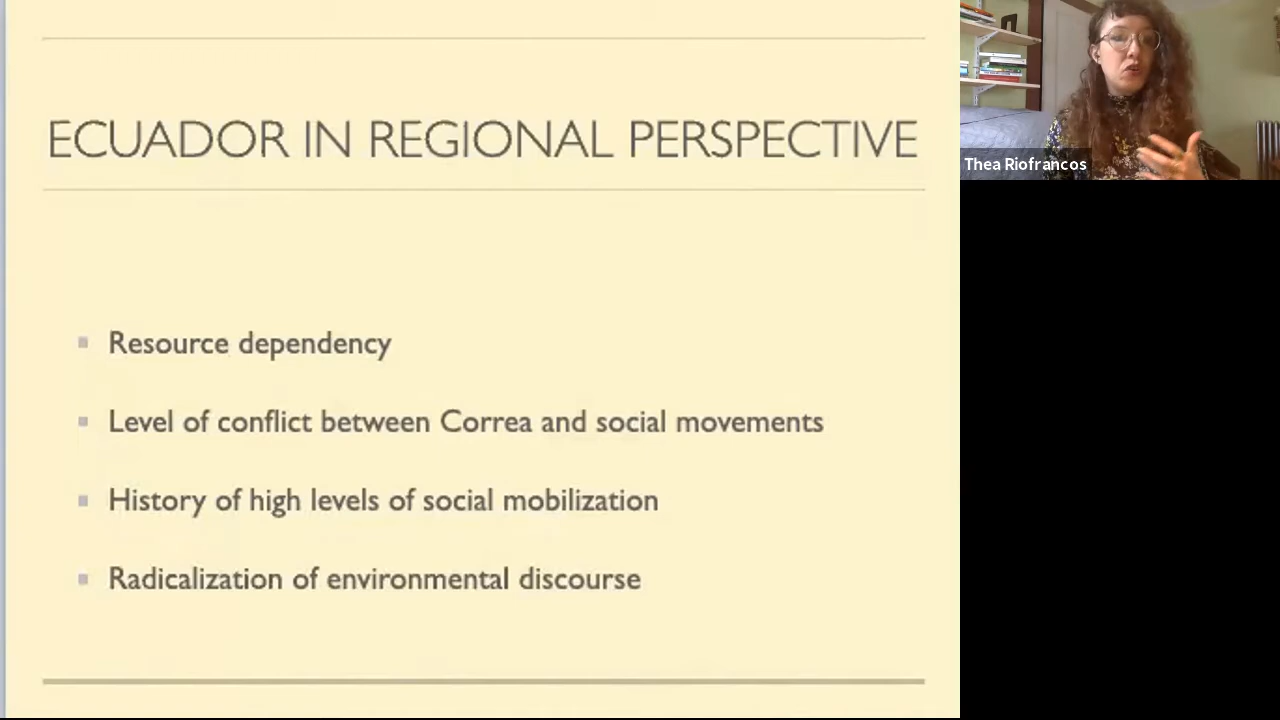 ECUADOR IN REGIONAL PERSPECTIVE
Resource dependency
Level of conflict between Correa and social movements
History of high levels of social mobilization
Radicalization of environmental discourse
Thea Riofrancos